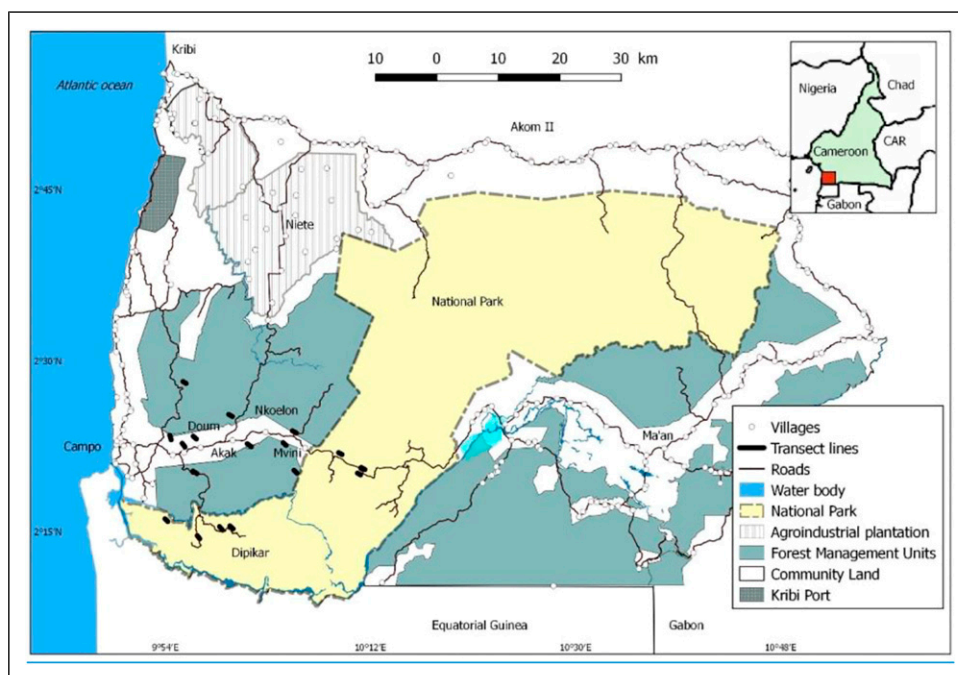 Kribi
10 0 10 20 30 km
Atlantic ocean
Nigeria
Chad
Akom II
CAR
Cameroon
2°45'N
Gabon
Niete
National Park
2°30'N
Nkoelon
Doum
Campo
Akak
Mvini
Ma'an
2°15'N
Dipikar
Villages
Transect lines
Roads
Water body
National Park
Agroindustrial plantation
Forest Management Units
Community Land
Kribi Port
Equatorial Guinea
Gabon
9°54'E
10°12'E
10°30'E
10°48'E